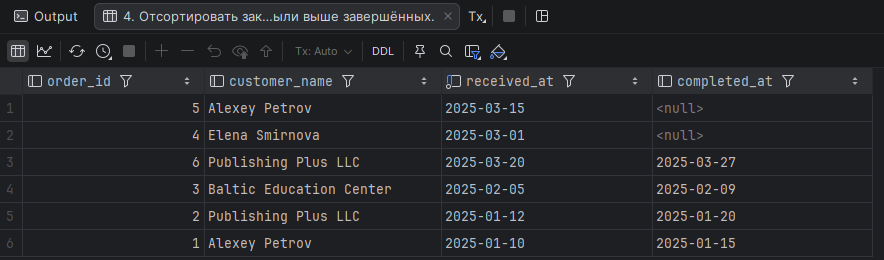 Output 4. Отсортировать зак...ыли выше завершённых. Tx
Tx: Auto DDL
order_id customer_name received_at completed_at
1 5 Alexey Petrov 2025-03-15 <null>
2 4 Elena Smirnova 2025-03-01 <null>
3 6 Publishing Plus LLC 2025-03-20 2025-03-27
4 3 Baltic Education Center 2025-02-05 2025-02-09
5 2 Publishing Plus LLC 2025-01-12 2025-01-20
6 1 Alexey Petrov 2025-01-10 2025-01-15